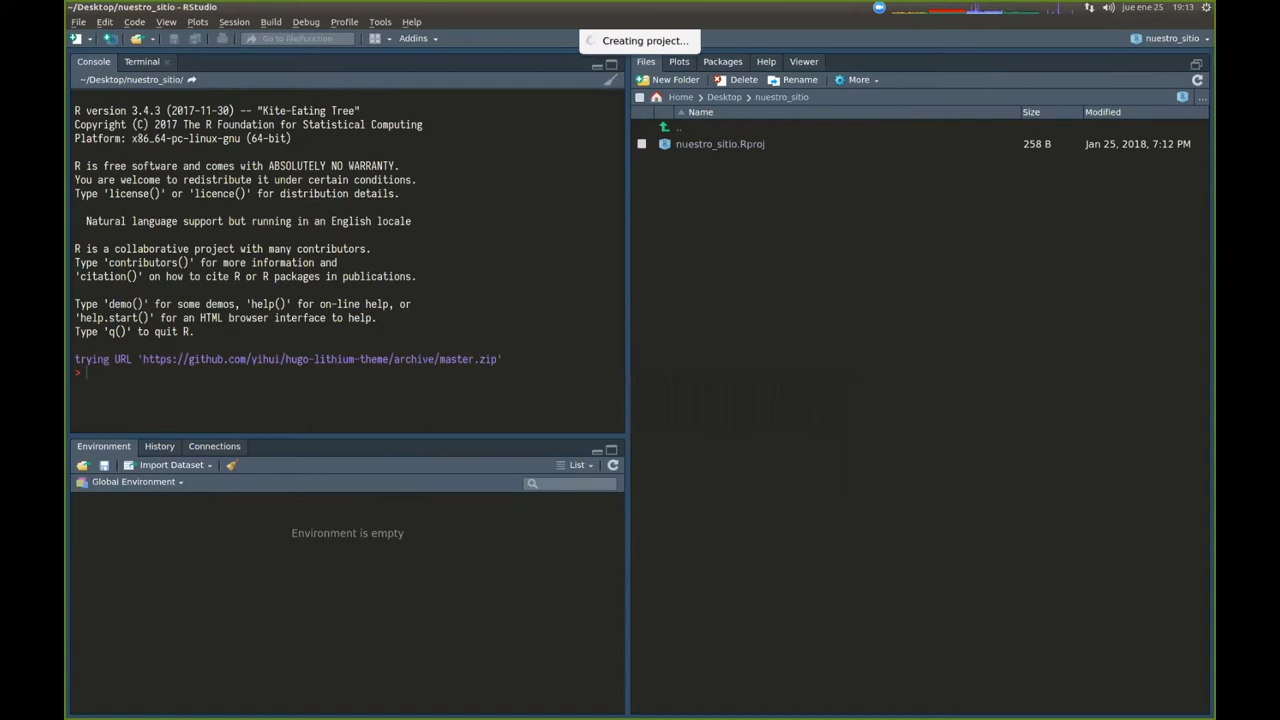 ~/Desktop/nuestro_sitio - RStudio
jue ene 25 19:13
File Edit Code View Plots Session Build Debug Profile Tools Help
Go to file/function Addins
Creating project...
nuestro_sitio
Console Terminal
~/Desktop/nuestro_sitio/
R version 3.4.3 (2017-11-30) -- "Kite-Eating Tree"
Copyright (C) 2017 The R Foundation for Statistical Computing
Platform: x86_64-pc-linux-gnu (64-bit)
R is free software and comes with ABSOLUTELY NO WARRANTY.
You are welcome to redistribute it under certain conditions.
Type 'license()' or 'licence()' for distribution details.
Natural language support but running in an English locale
R is a collaborative project with many contributors.
Type 'contributors()' for more information and
'citation()' on how to cite R or R packages in publications.
Type 'demo()' for some demos, 'help()' for on-line help, or
'help.start()' for an HTML browser interface to help.
Type 'q()' to quit R.
trying URL 'https://github.com/yihui/hugo-lithium-theme/archive/master.zip'
>
Environment History Connections
Import Dataset List
Global Environment
Environment is empty
Files Plots Packages Help Viewer
New Folder Delete Rename More
Home Desktop nuestro_sitio ...
Name Size Modified
..
nuestro_sitio.Rproj 258 B Jan 25, 2018, 7:12 PM